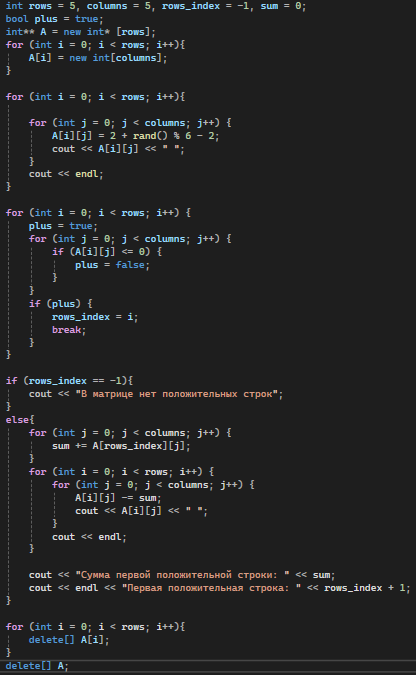 int rows = 5, columns = 5, rows_index = -1, sum = 0;
bool plus = true;
int** A = new int* [rows];
for (int i = 0; i < rows; i++){
    A[i] = new int[columns];
}

for (int i = 0; i < rows; i++){

    for (int j = 0; j < columns; j++) {
        A[i][j] = 2 + rand() % 6 - 2;
        cout << A[i][j] << " ";
    }
    cout << endl;
}

for (int i = 0; i < rows; i++) {
    plus = true;
    for (int j = 0; j < columns; j++) {
        if (A[i][j] <= 0) {
            plus = false;
        }
    }
    if (plus) {
        rows_index = i;
        break;
    }
}

if (rows_index == -1){
    cout << "В матрице нет положительных строк";
}
else{
    for (int j = 0; j < columns; j++) {
        sum += A[rows_index][j];
    }
    for (int i = 0; i < rows; i++) {
        for (int j = 0; j < columns; j++) {
            A[i][j] -= sum;
            cout << A[i][j] << " ";
        }
        cout << endl;
    }

    cout << "Сумма первой положительной строки: " << sum;
    cout << endl << "Первая положительная строка: " << rows_index + 1;
}

for (int i = 0; i < rows; i++){
    delete[] A[i];
}
delete[] A;